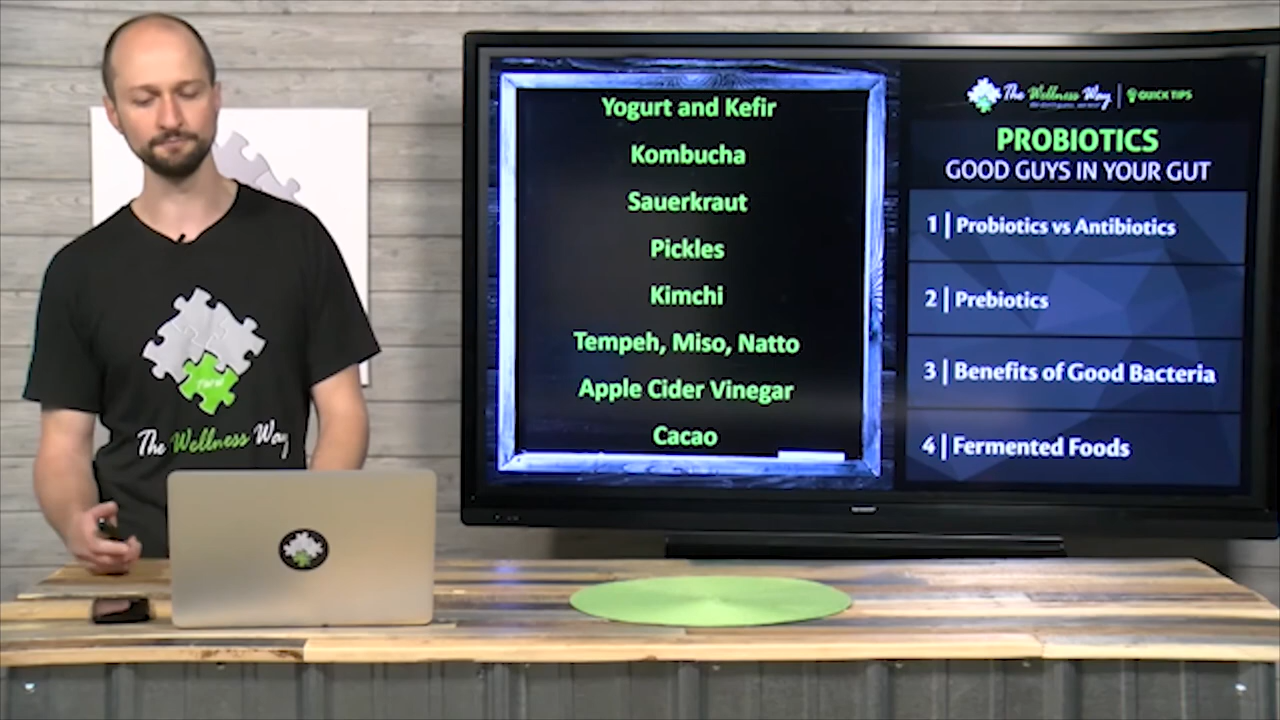 The Wellness Way
Yogurt and Kefir
Kombucha
Sauerkraut
Pickles
Kimchi
Tempeh, Miso, Natto
Apple Cider Vinegar
Cacao
The Wellness Way | QUICK TIPS
PROBIOTICS
GOOD GUYS IN YOUR GUT
1 | Probiotics vs Antibiotics
2 | Prebiotics
3 | Benefits of Good Bacteria
4 | Fermented Foods